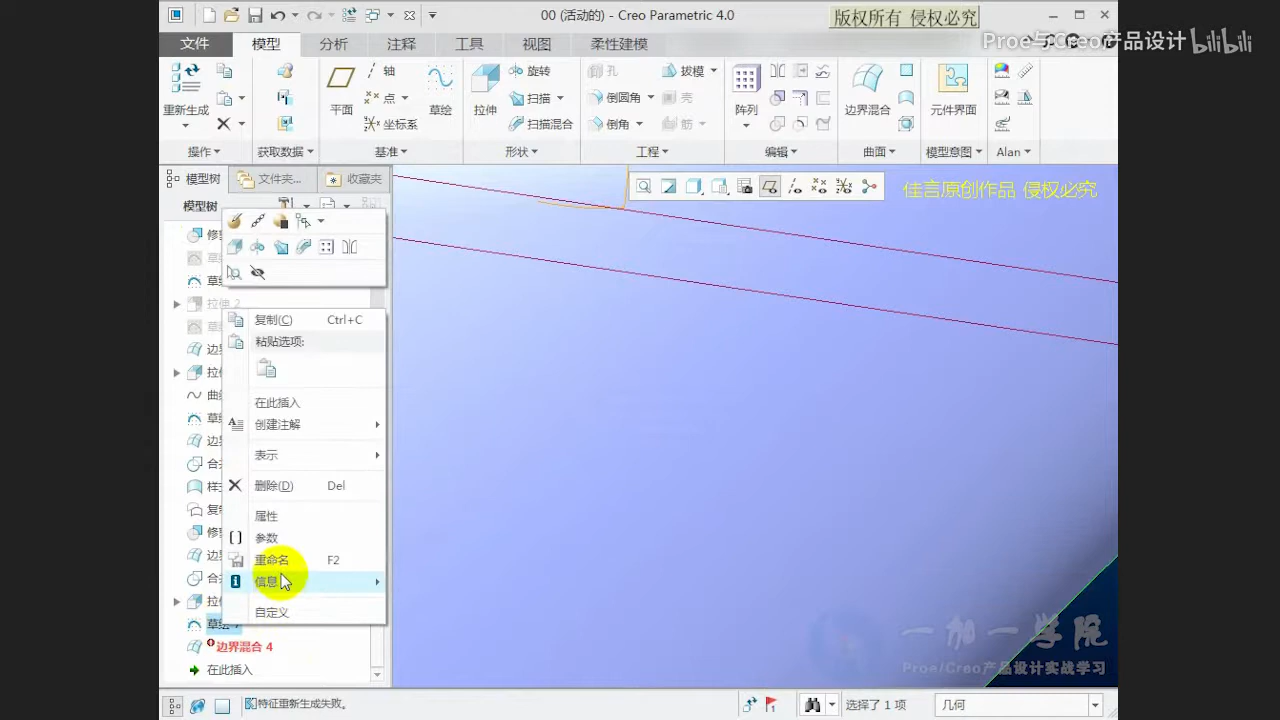 00 (活动的) - Creo Parametric 4.0
版权所有 侵权必究
Proe与Creo产品设计 bilibili
文件 模型 分析 注释 工具 视图 柔性建模
重新生成
平面
轴
点
坐标系
草绘
拉伸
旋转
扫描
扫描混合
孔
倒圆角
倒角
拔模
壳
筋
阵列
边界混合
元件界面
操作 获取数据 基准 形状 工程 编辑 曲面 模型意图 Alan
模型树 文件夹... 收藏夹
模型树
佳言原创作品 侵权必究
拉伸 2
复制(C) Ctrl+C
粘贴选项:
在此插入
创建注解
表示
删除(D) Del
属性
参数
重命名 F2
信息
自定义
边界混合 4
在此插入
加一学院
Proe/Creo产品设计实战学习
特征重新生成失败。
选择了 1 项
几何